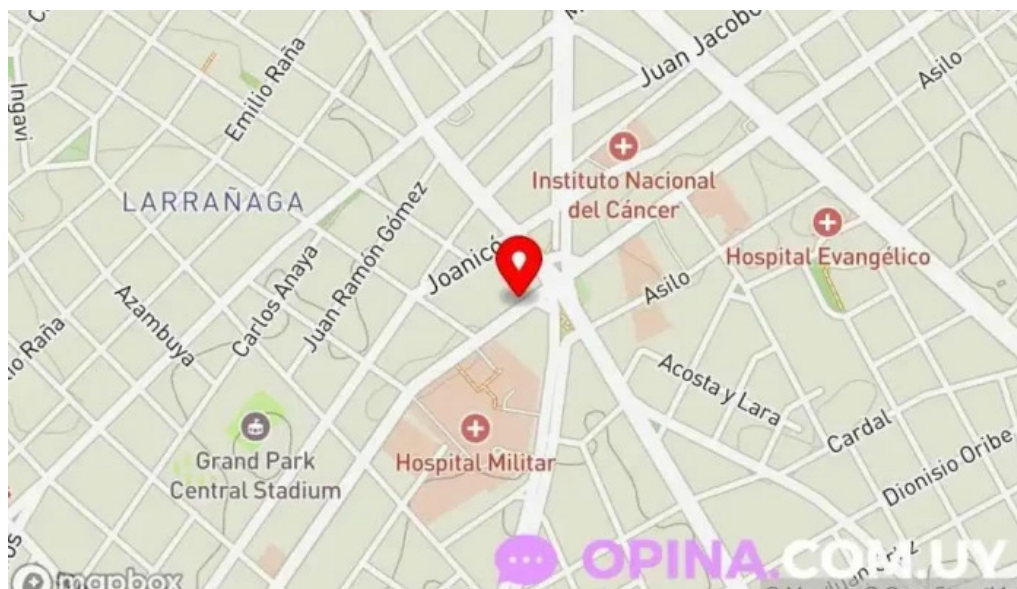 Juan Jacobo
Asilo
Emilio Raña
Ingavi
Instituto Nacional
del Cáncer
LARRAÑAGA
Juan Ramón Gómez
Joanicó
Hospital Evangélico
Carlos Anaya
Asilo
Azambuya
Raña
Acosta y Lara
Cardal
Grand Park
Central Stadium
Hospital Militar
Dionisio Oribe
OPINA.COM.UY
mapbox